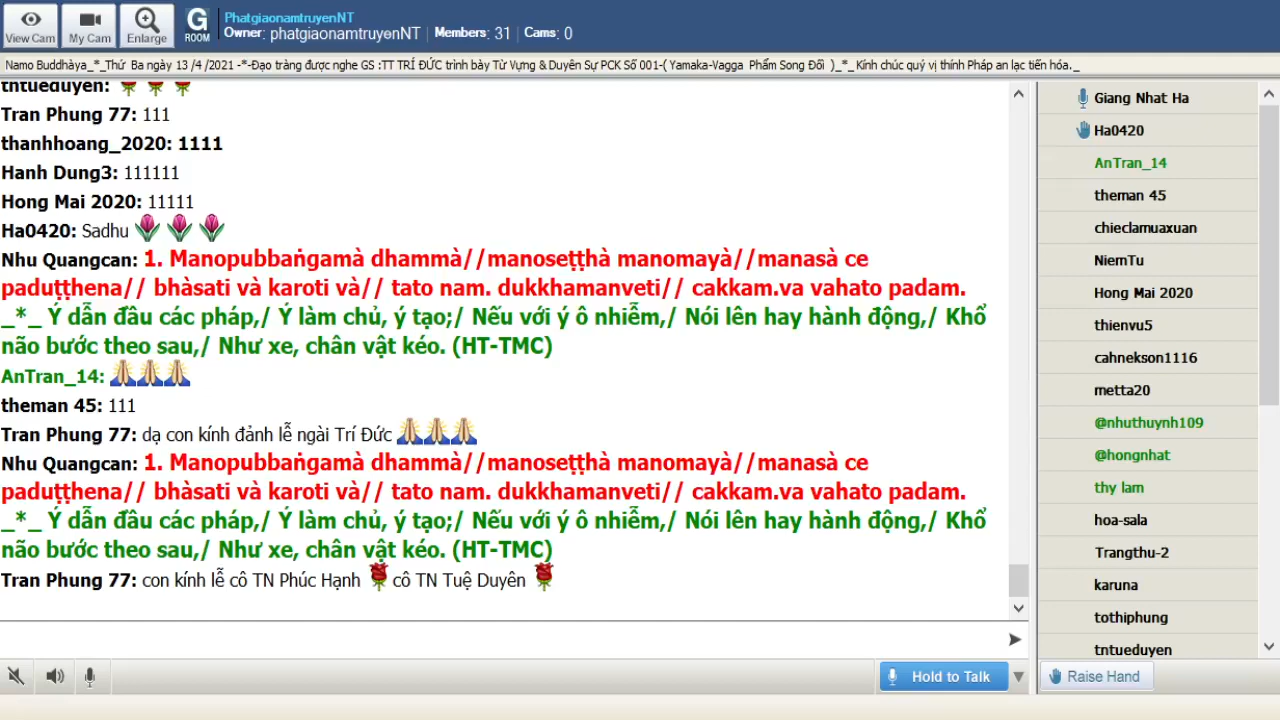 View Cam
My Cam
Enlarge
G
ROOM
PhatgiaonamtruyenNT
Owner: phatgiaonamtruyenNT | Members: 31 | Cams: 0
Namo Buddhàya_*_Thứ Ba ngày 13 /4 /2021 -*-Đạo tràng được nghe GS :TT TRÍ ĐỨC trình bày Từ Vựng & Duyên Sự PCK Số 001-( Yamaka-Vagga Phẩm Song Đối )_*_ Kính chúc quý vị thính Pháp an lạc tiến hóa._
tntueduyen:
Tran Phung 77: 111
thanhhoang_2020: 1111
Hanh Dung3: 111111
Hong Mai 2020: 11111
Ha0420: Sadhu
Nhu Quangcan: 1. Manopubbaṅgamà dhammà//manoseṭṭhà manomayà//manasà ce
paduṭṭhena// bhàsati và karoti và// tato nam. dukkhamanveti// cakkam.va vahato padam.
_*_ Ý dẫn đầu các pháp,/ Ý làm chủ, ý tạo;/ Nếu với ý ô nhiễm,/ Nói lên hay hành động,/ Khổ
não bước theo sau,/ Như xe, chân vật kéo. (HT-TMC)
AnTran_14:
theman 45: 111
Tran Phung 77: dạ con kính đảnh lễ ngài Trí Đức
Nhu Quangcan: 1. Manopubbaṅgamà dhammà//manoseṭṭhà manomayà//manasà ce
paduṭṭhena// bhàsati và karoti và// tato nam. dukkhamanveti// cakkam.va vahato padam.
_*_ Ý dẫn đầu các pháp,/ Ý làm chủ, ý tạo;/ Nếu với ý ô nhiễm,/ Nói lên hay hành động,/ Khổ
não bước theo sau,/ Như xe, chân vật kéo. (HT-TMC)
Tran Phung 77: con kính lễ cô TN Phúc Hạnh cô TN Tuệ Duyên
Giang Nhat Ha
Ha0420
AnTran_14
theman 45
chieclamuaxuan
NiemTu
Hong Mai 2020
thienvu5
cahnekson1116
metta20
@nhuthuynh109
@hongnhat
thy lam
hoa-sala
Trangthu-2
karuna
tothiphung
tntueduyen
Hold to Talk
Raise Hand